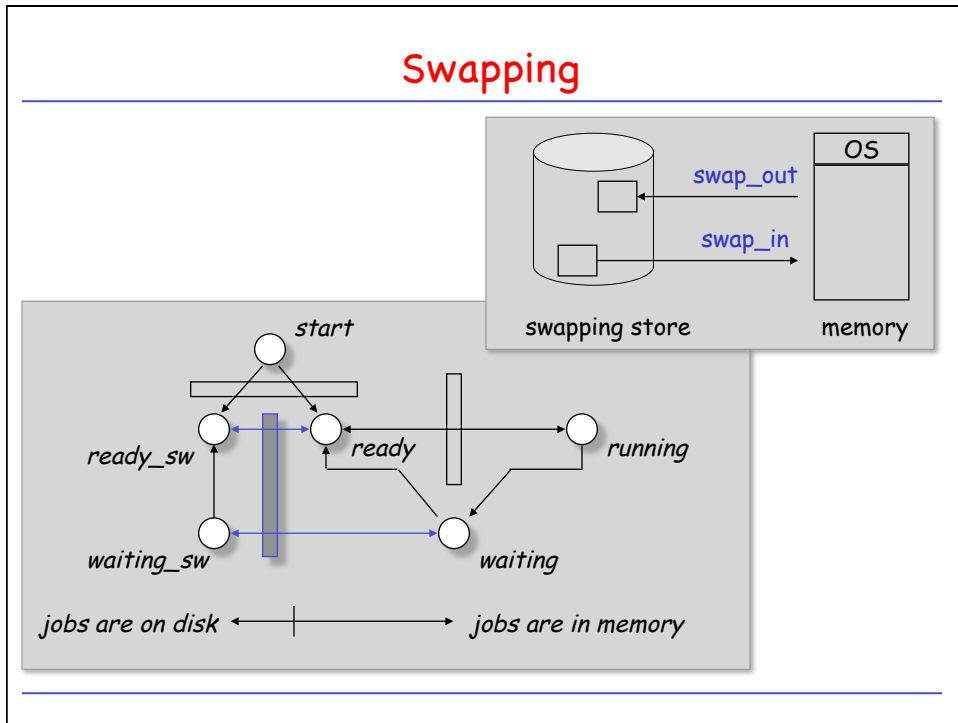 Swapping
OS
swap_out
swap_in
swapping store
memory
start
ready_sw
ready
running
waiting_sw
waiting
jobs are on disk
jobs are in memory